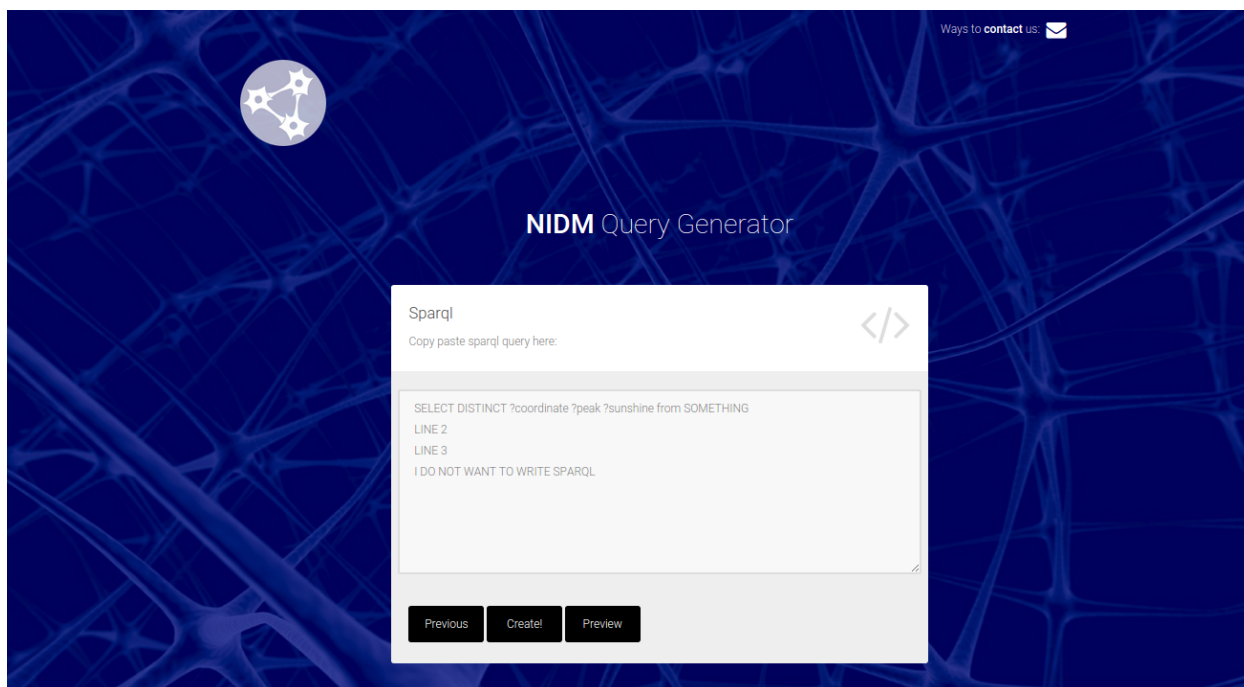 Ways to contact us:
NIDM Query Generator
Sparql
Copy paste sparql query here:
SELECT DISTINCT ?coordinate ?peak ?sunshine from SOMETHING
LINE 2
LINE 3
I DO NOT WANT TO WRITE SPARQL
Previous Create! Preview